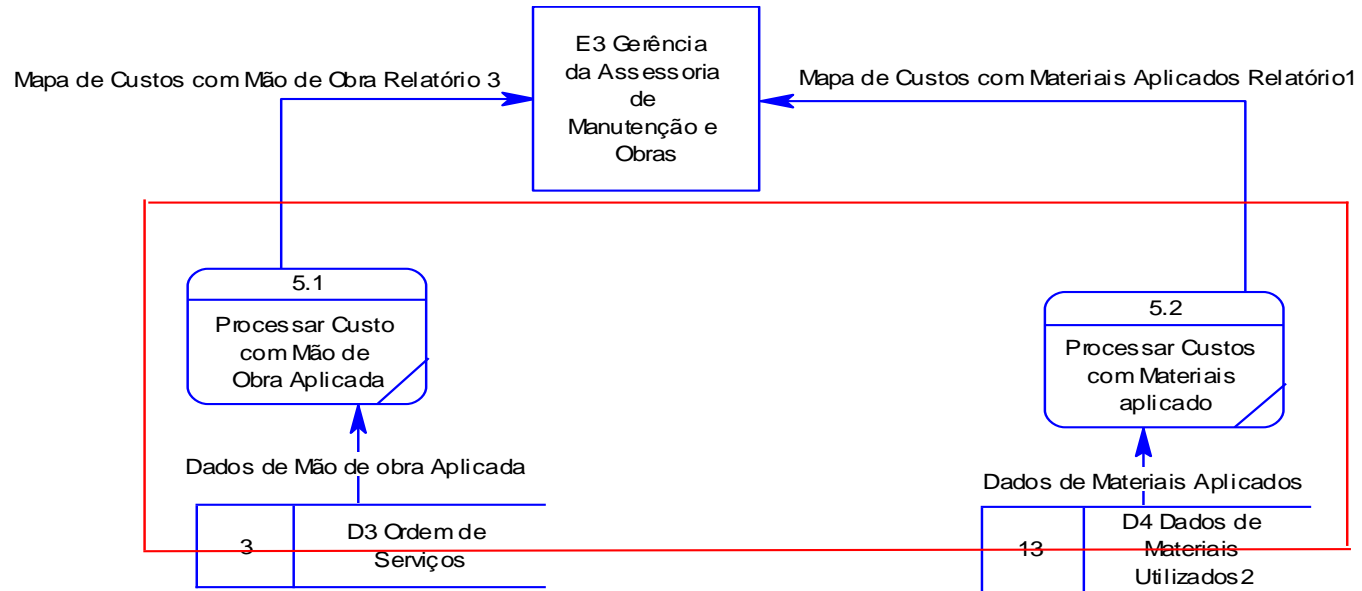 E3 Gerência
da Assessoria
de
Manutenção e
Obras
Mapa de Custos com Mão de Obra Relatório 3
Mapa de Custos com Materiais Aplicados Relatório1
5.1
Processar Custo
com Mão de
Obra Aplicada
5.2
Processar Custos
com Materiais
aplicado
Dados de Mão de obra Aplicada
Dados de Materiais Aplicados
3
D3 Ordem de
Serviços
13
D4 Dados de
Materiais
Utilizados2